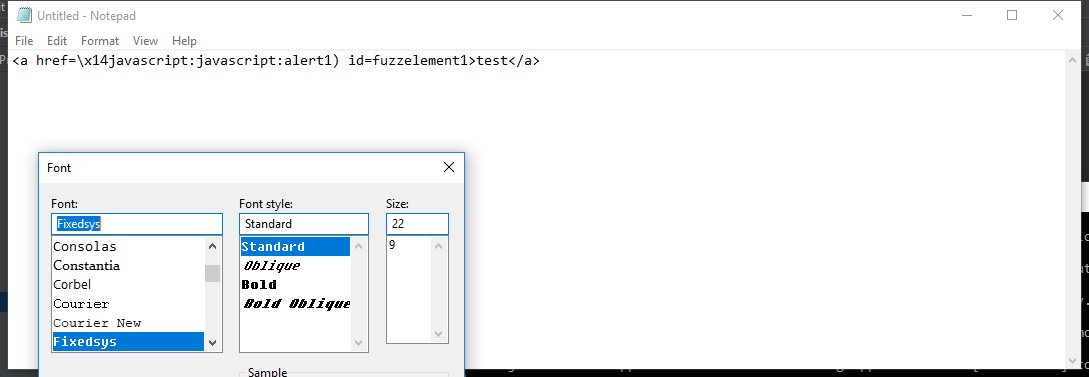 Untitled - Notepad
File Edit Format View Help
<a href=\x14javascript:javascript:alert1) id=fuzzelement1>test</a>
Font
Font: Font style: Size:
Fixedsys Standard 22
Consolas Standard 9
Constantia Oblique
Corbel Bold
Courier Bold Oblique
Courier New
Fixedsys
Sample